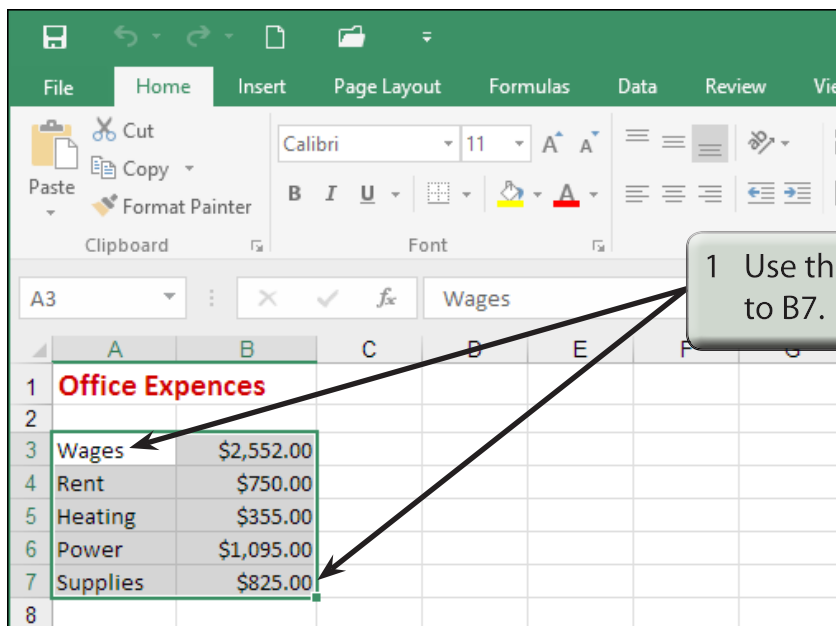 File Home Insert Page Layout Formulas Data Review
Cut
Calibri 11 A A
Copy
Paste
B I U A
Format Painter
Clipboard Font
1 Use
to B7.
A3 fx Wages
A B C D E F G
1 Office Expences
2
3 Wages $2,552.00
4 Rent $750.00
5 Heating $355.00
6 Power $1,095.00
7 Supplies $825.00
8